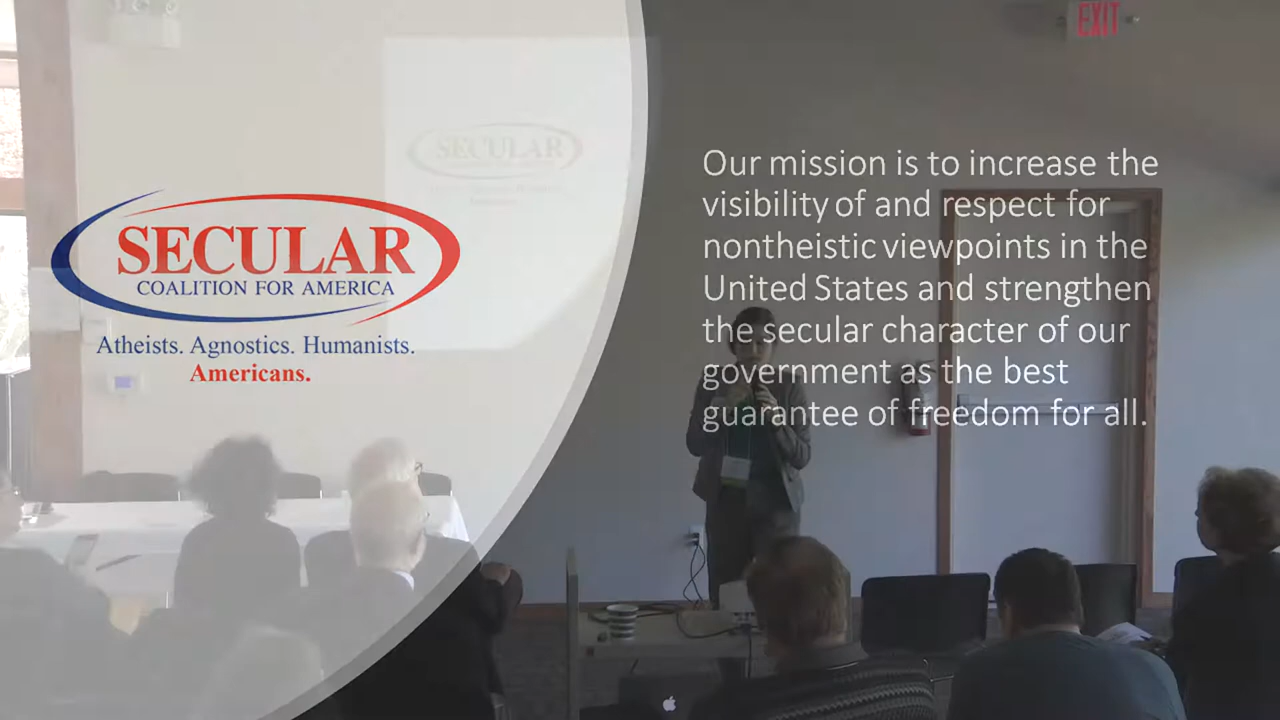 EXIT
SECULAR
SECULAR
COALITION FOR AMERICA
Atheists. Agnostics. Humanists.
Americans.
Our mission is to increase the
visibility of and respect for
nontheistic viewpoints in the
United States and strengthen
the secular character of our
government as the best
guarantee of freedom for all.